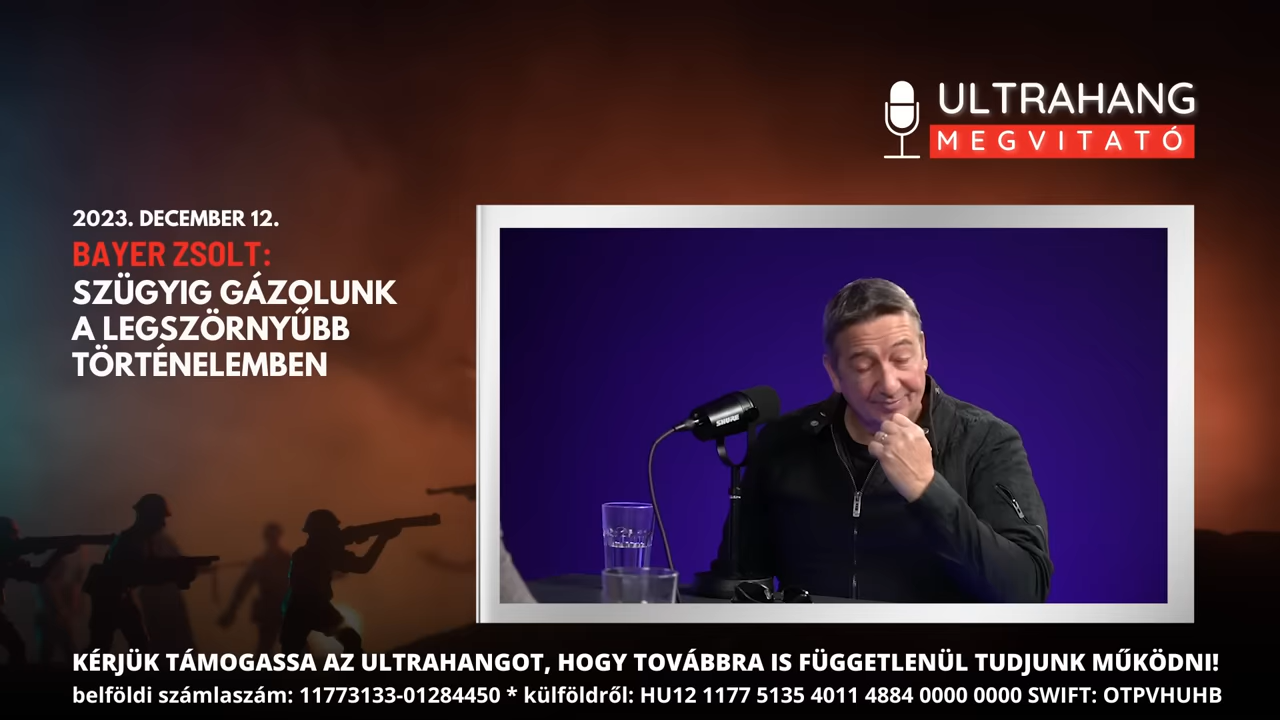 ULTRAHANG
MEGVITATÓ
2023. DECEMBER 12.
BAYER ZSOLT:
SZÜGYIG GÁZOLUNK
A LEGSZÖRNYŰBB
TÖRTÉNELEMBEN
SHURE
KÉRJÜK TÁMOGASSA AZ ULTRAHANGOT, HOGY TOVÁBBRA IS FÜGGETLENÜL TUDJUNK MŰKÖDNI!
belföldi számlaszám: 11773133-01284450 * külföldről: HU12 1177 5135 4011 4884 0000 0000 SWIFT: OTPVHUHB